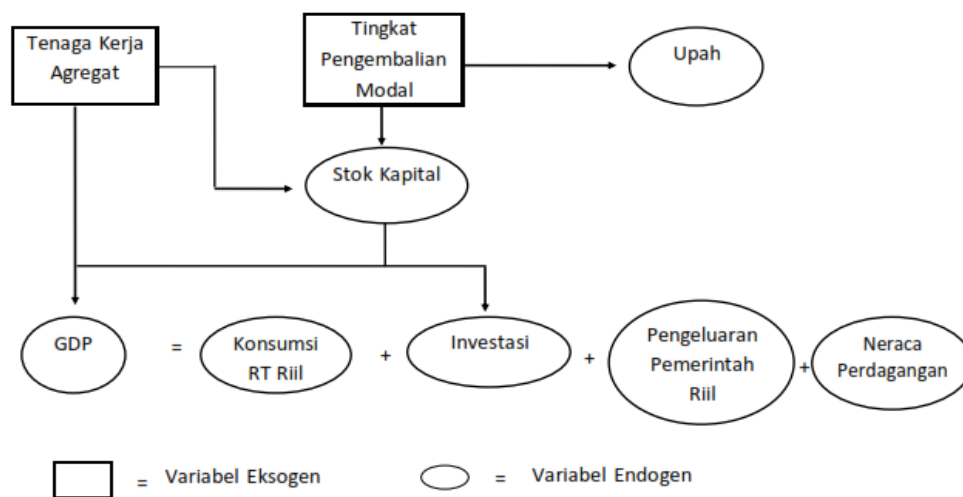 Tenaga Kerja
Agregat
Tingkat
Pengembalian
Modal
Upah
Stok Kapital
GDP
=
Konsumsi
RT Riil
+
Investasi
+
Pengeluaran
Pemerintah
Riil
+
Neraca
Perdagangan
= Variabel Eksogen
= Variabel Endogen